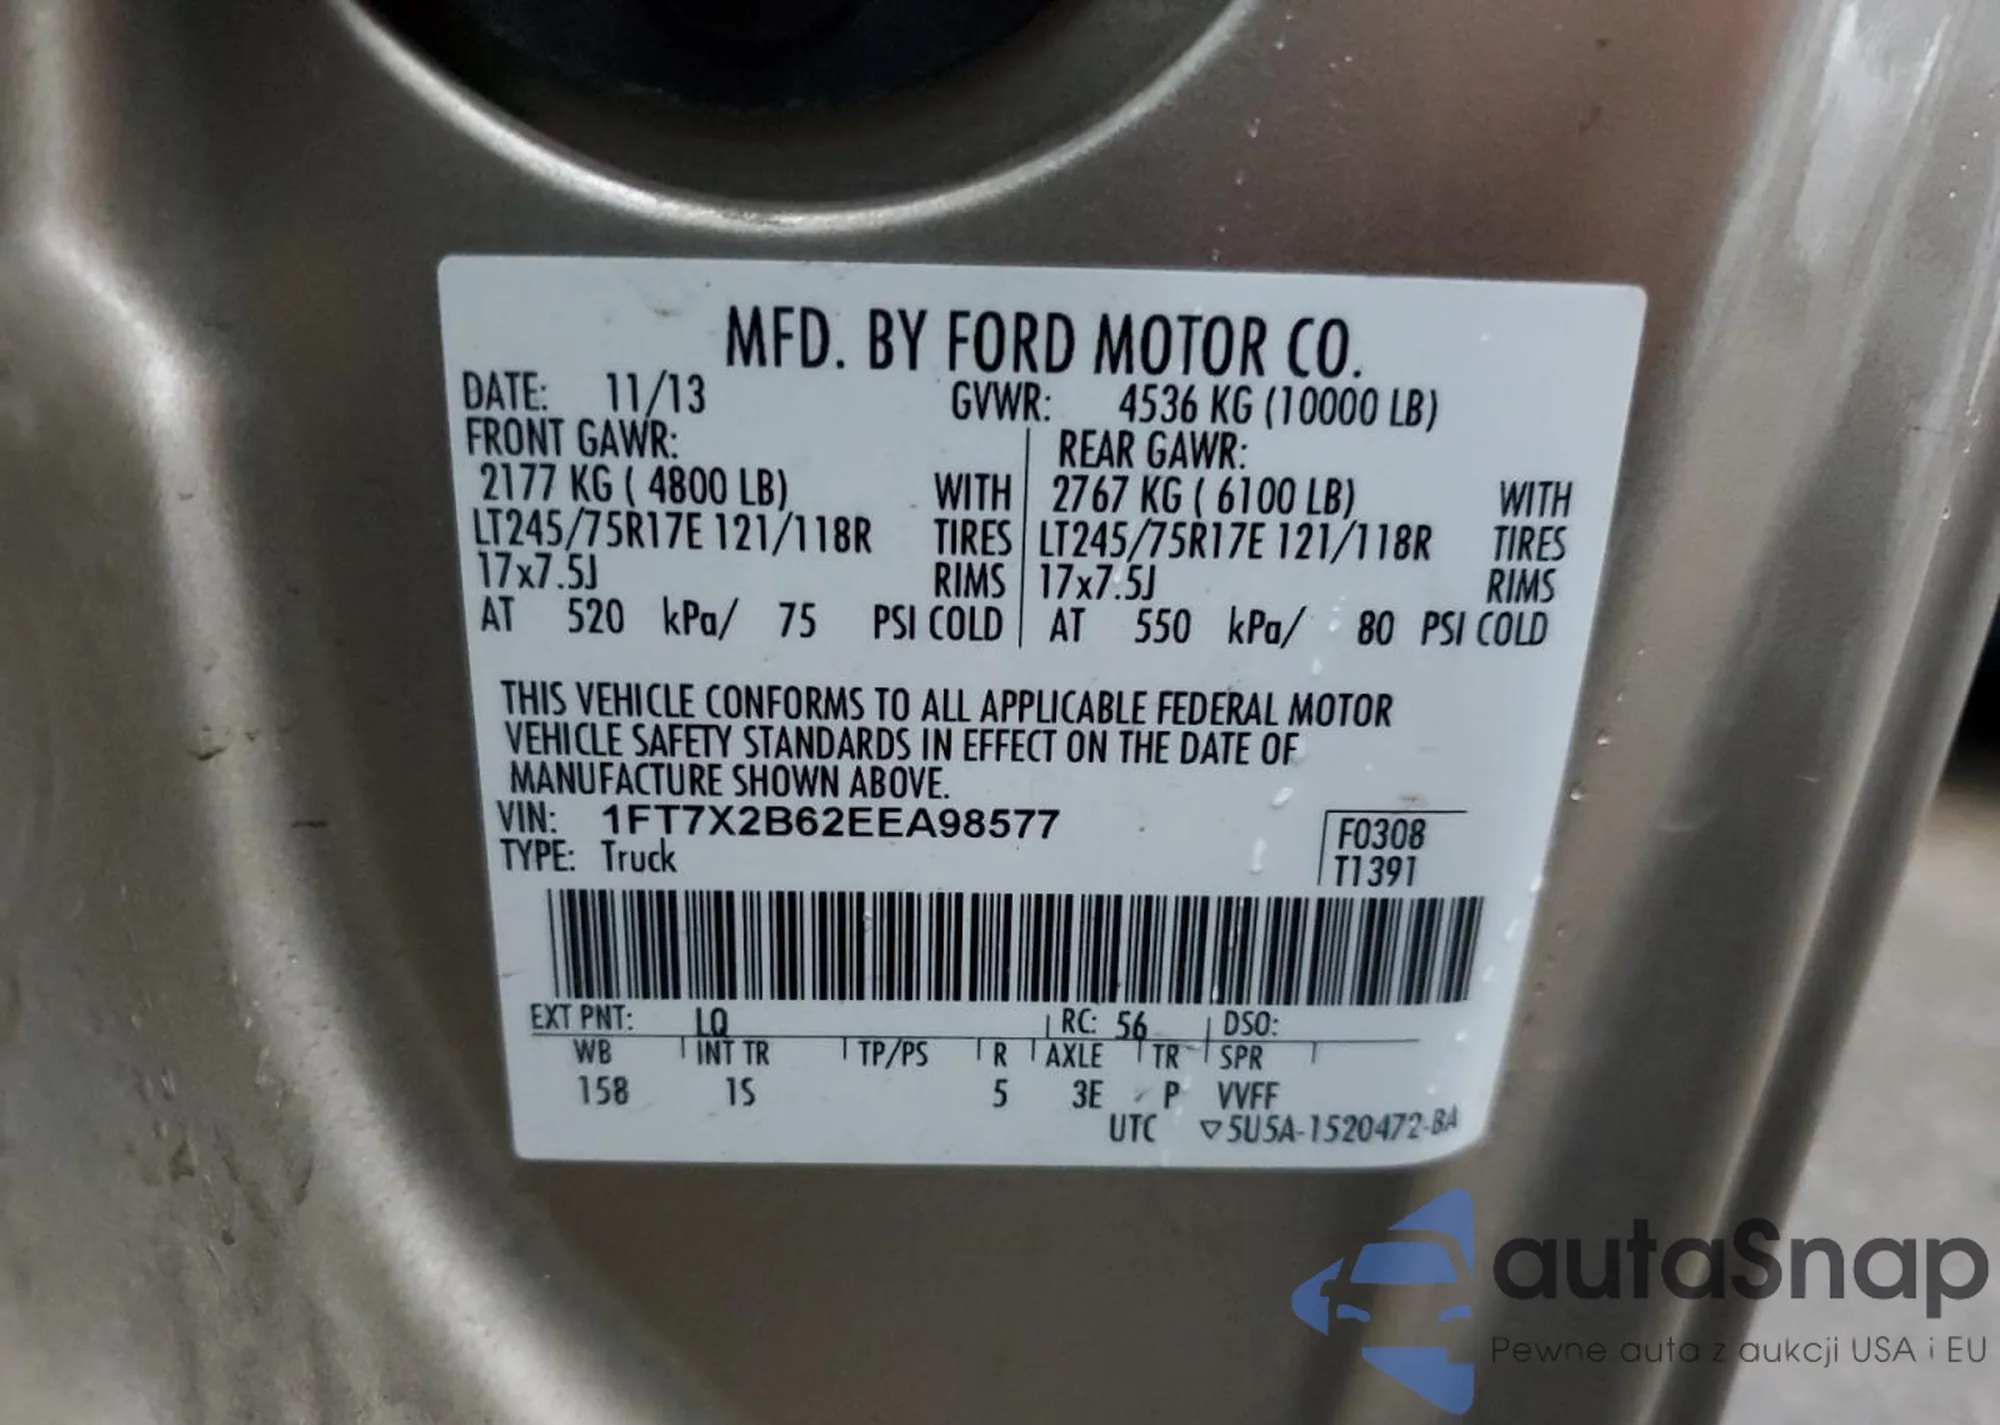 MFD. BY FORD MOTOR CO.
DATE: 11/13 GVWR: 4536 KG (10000 LB)
FRONT GAWR: REAR GAWR:
2177 KG ( 4800 LB) WITH 2767 KG ( 6100 LB) WITH
LT245/75R17E 121/118R TIRES LT245/75R17E 121/118R TIRES
17x7.5J RIMS 17x7.5J RIMS
AT 520 kPa/ 75 PSI COLD AT 550 kPa/ 80 PSI COLD
THIS VEHICLE CONFORMS TO ALL APPLICABLE FEDERAL MOTOR
VEHICLE SAFETY STANDARDS IN EFFECT ON THE DATE OF
MANUFACTURE SHOWN ABOVE.
VIN: 1FT7X2B62EEA98577 F0308
TYPE: Truck T1391
EXT PNT: LQ RC: 56 DSO:
WB INT TR TP/PS R AXLE TR SPR
158 1S 5 3E P VVFF
UTC ▽5U5A-1520472-BA
autaSnap
Pewne auta z aukcji USA i EU